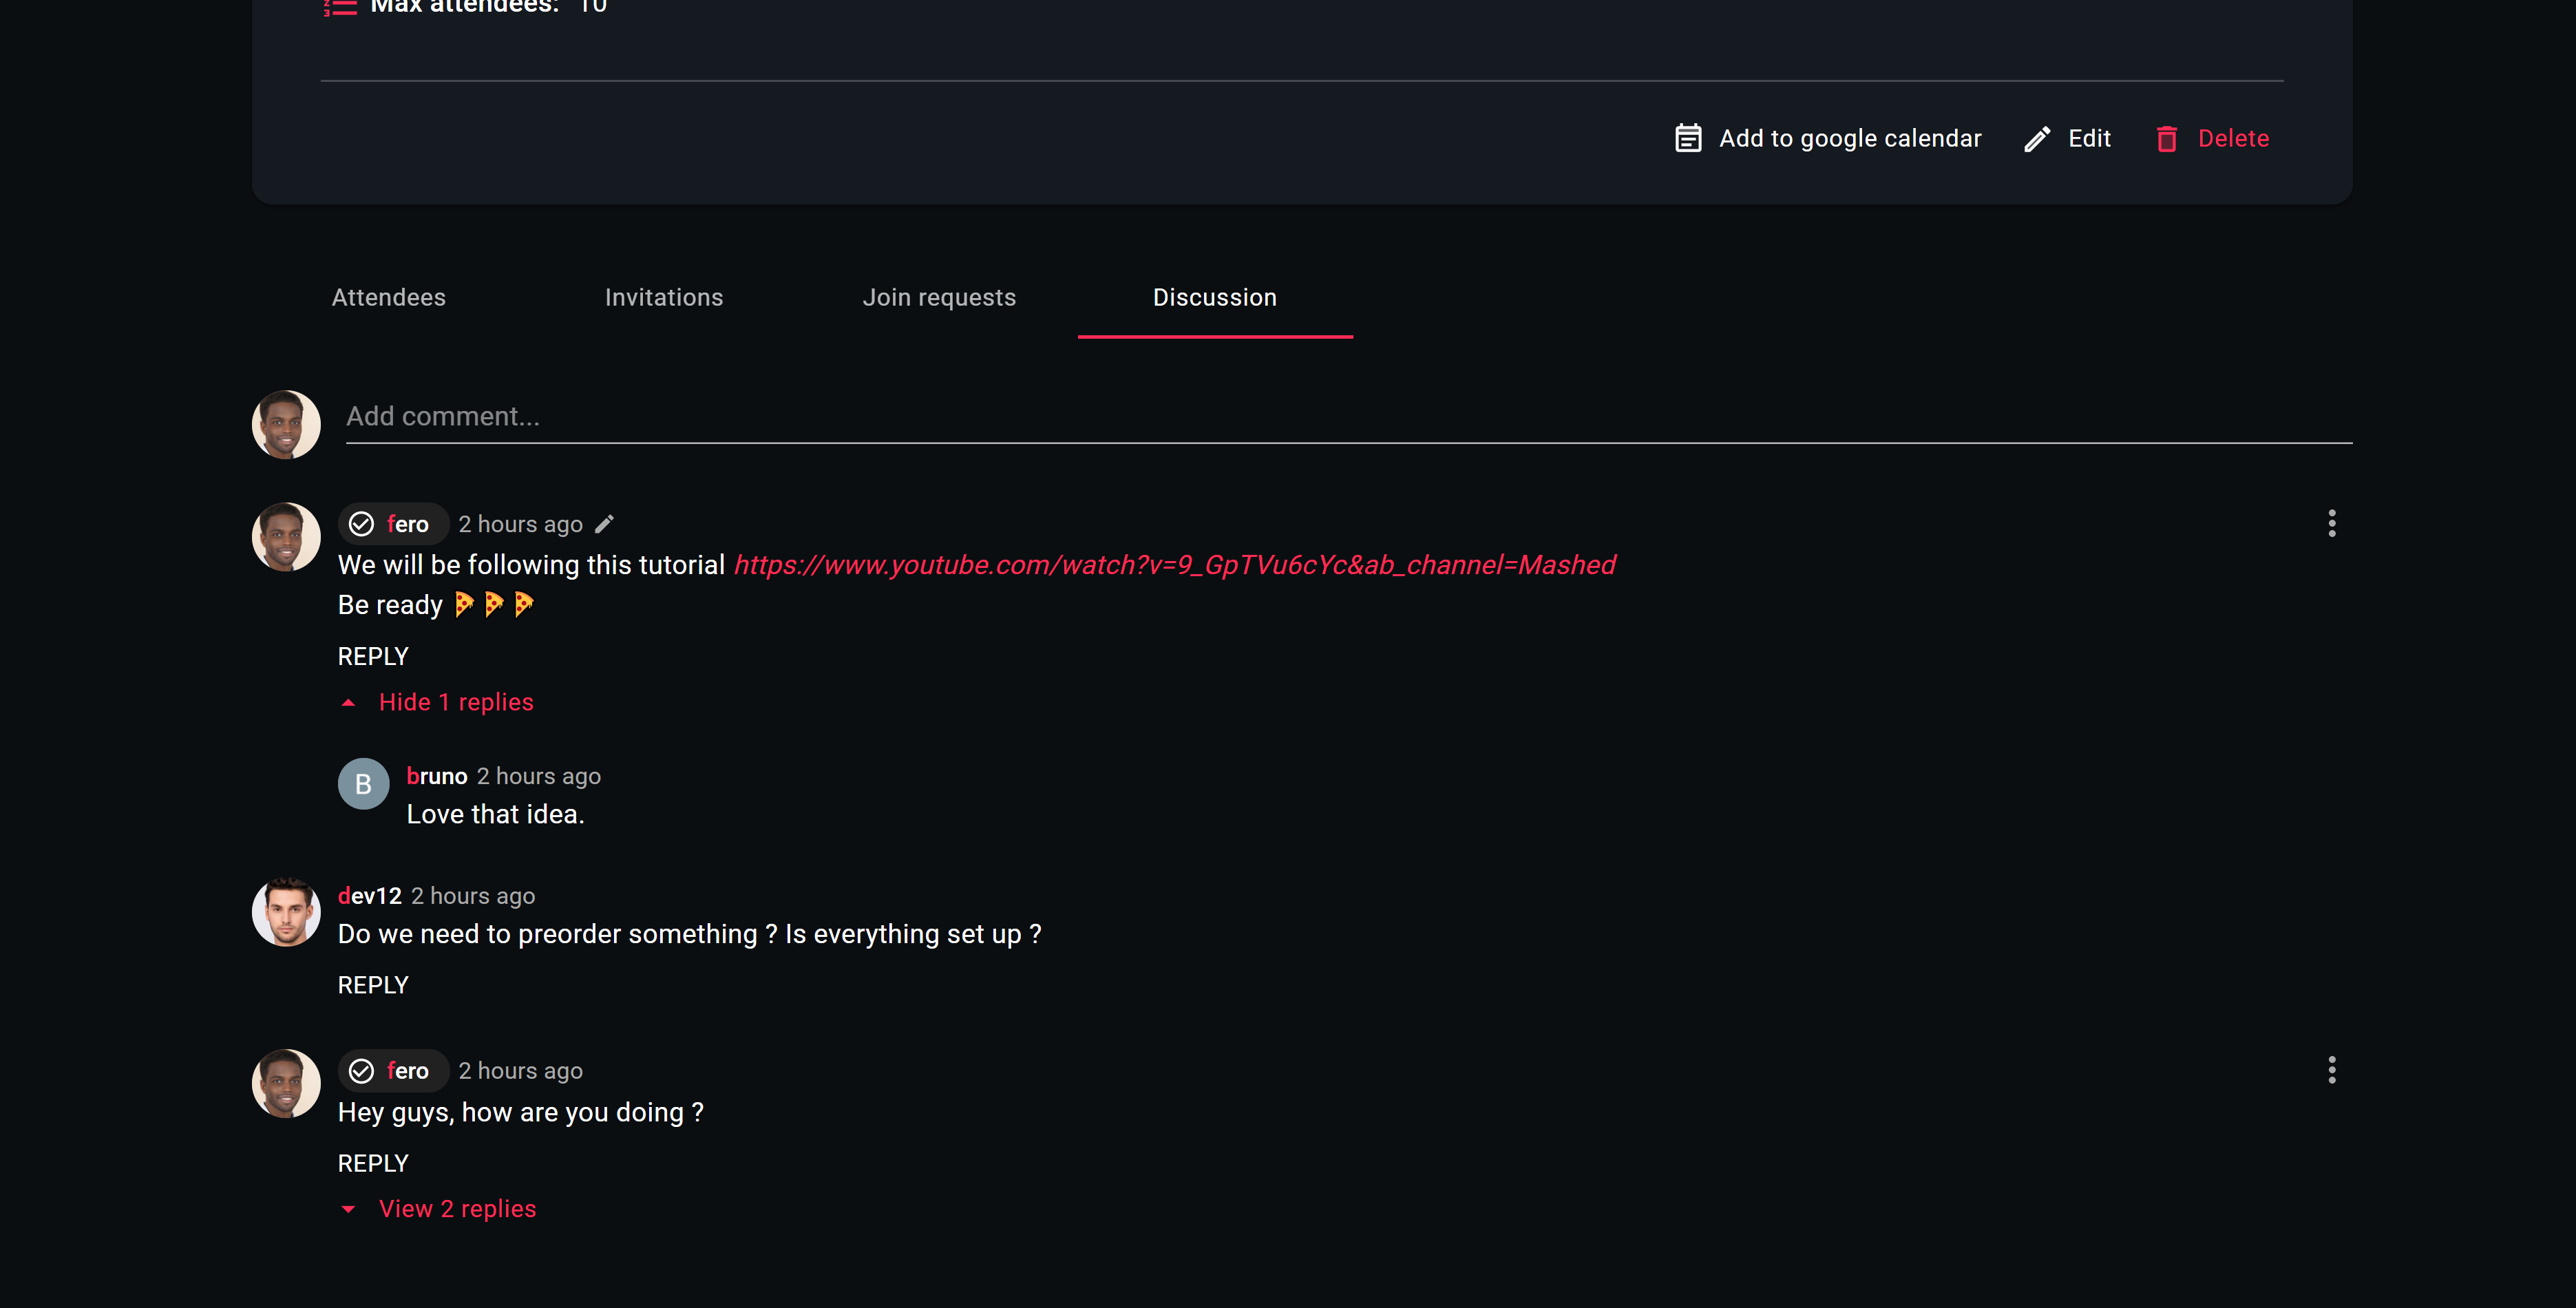 Max attendees: 10
Add to google calendar Edit Delete
Attendees Invitations Join requests Discussion
Add comment...
fero 2 hours ago
We will be following this tutorial https://www.youtube.com/watch?v=9_GpTVu6cYc&ab_channel=Mashed
Be ready 🍕🍕🍕
REPLY
Hide 1 replies
B bruno 2 hours ago
Love that idea.
dev12 2 hours ago
Do we need to preorder something ? Is everything set up ?
REPLY
fero 2 hours ago
Hey guys, how are you doing ?
REPLY
View 2 replies